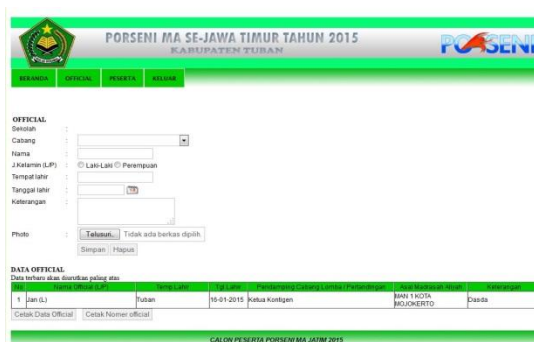 PORSENI MA SE-JAWA TIMUR TAHUN 2015
KABUPATEN TUBAN
PORSENI
BERANDA OFFICIAL PESERTA KELUAR
OFFICIAL
Sekolah :
Cabang :
Nama :
J.Kelamin (L/P) : Laki-Laki Perempuan
Tempat lahir :
Tanggal lahir :
Keterangan :
Photo : Telusuri.. Tidak ada berkas dipilih.
Simpan Hapus
DATA OFFICIAL
Data terbaru akan diurutkan paling atas
No Nama Official (L/P) Temp.Lahir Tgl.Lahir Pendamping Cabang Lomba / Pertandingan Asal Madrasah Aliyah Keterangan
1 Jan (L) Tuban 16-01-2015 Ketua Kontigen MAN 1 KOTA MOJOKERTO Dasda
Cetak Data Official Cetak Nomer official
CALON PESERTA PORSENI MA JATIM 2015